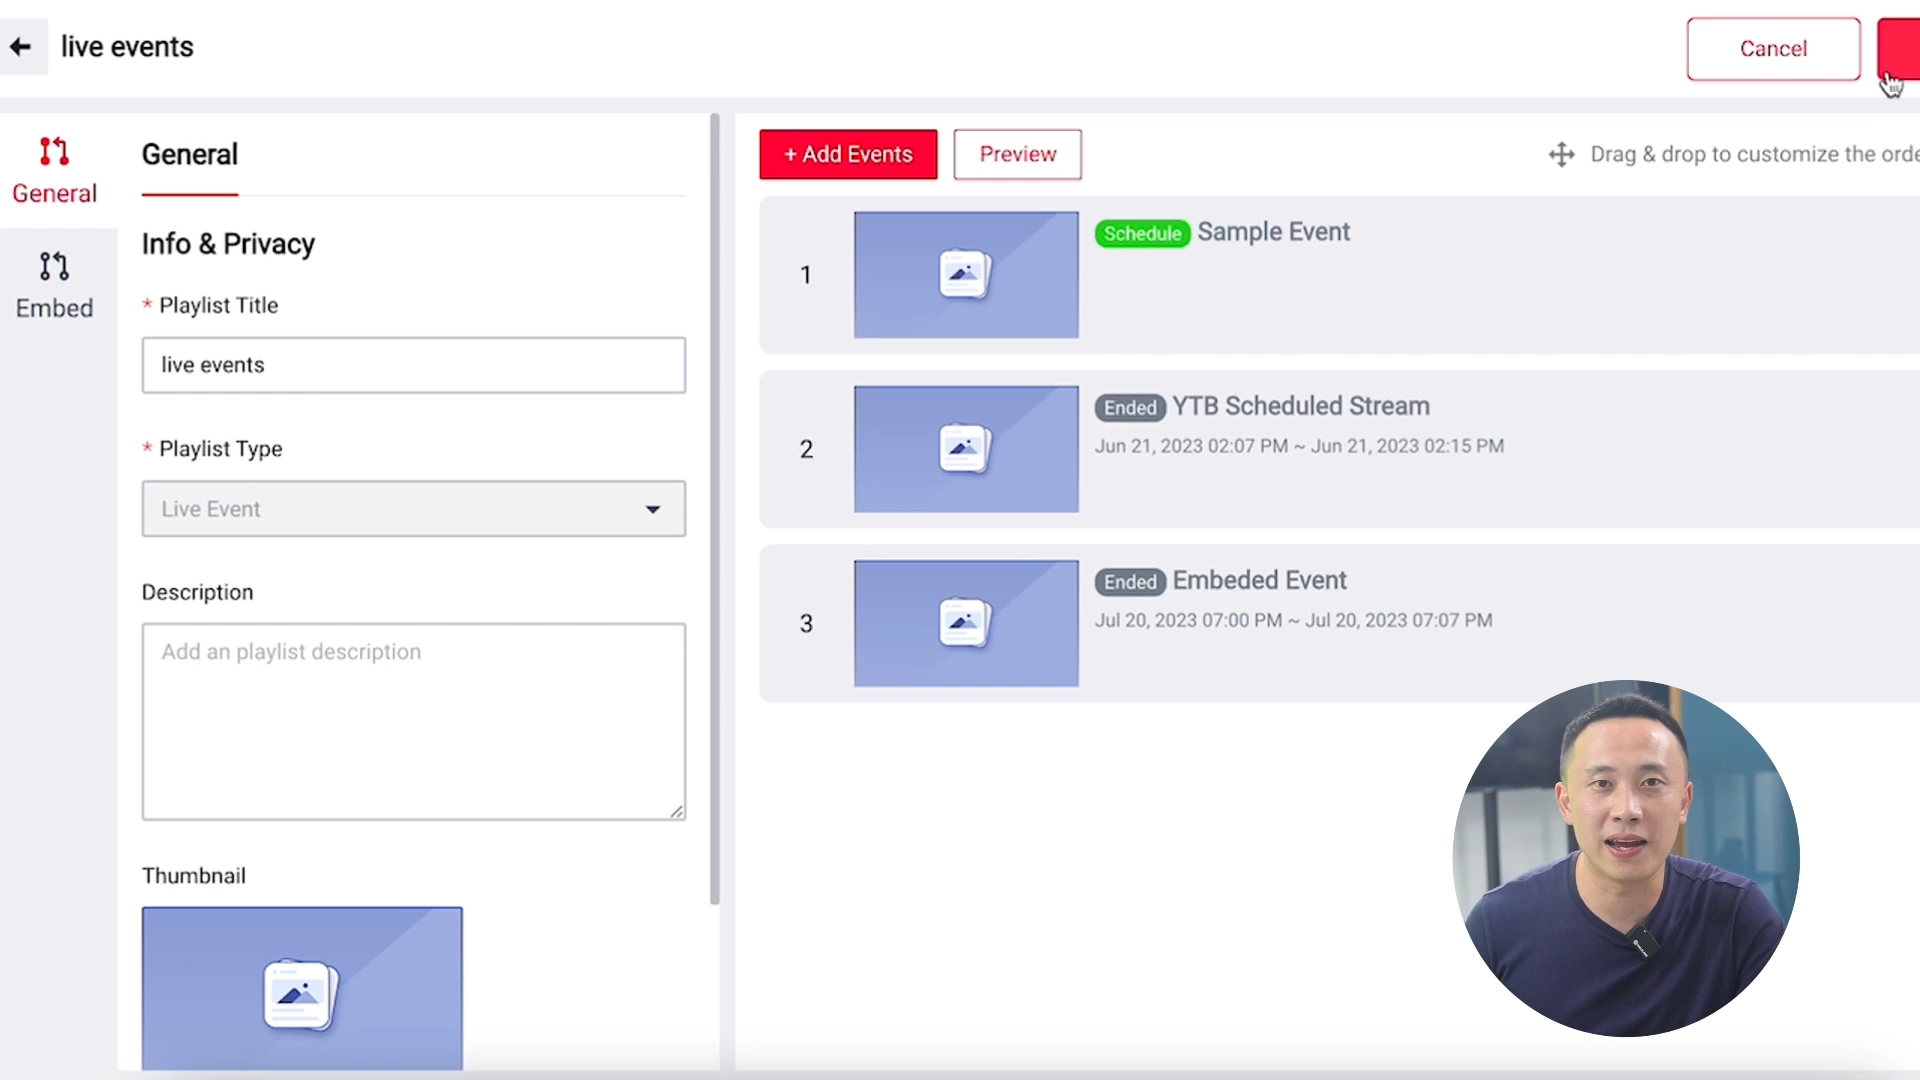 live events
Cancel
General
Embed
General
Info & Privacy
* Playlist Title
live events
* Playlist Type
Live Event
Description
Add an playlist description
Thumbnail
+ Add Events
Preview
Drag & drop to customize the orde
1
Schedule Sample Event
2
Ended YTB Scheduled Stream
Jun 21, 2023 02:07 PM ~ Jun 21, 2023 02:15 PM
3
Ended Embeded Event
Jul 20, 2023 07:00 PM ~ Jul 20, 2023 07:07 PM